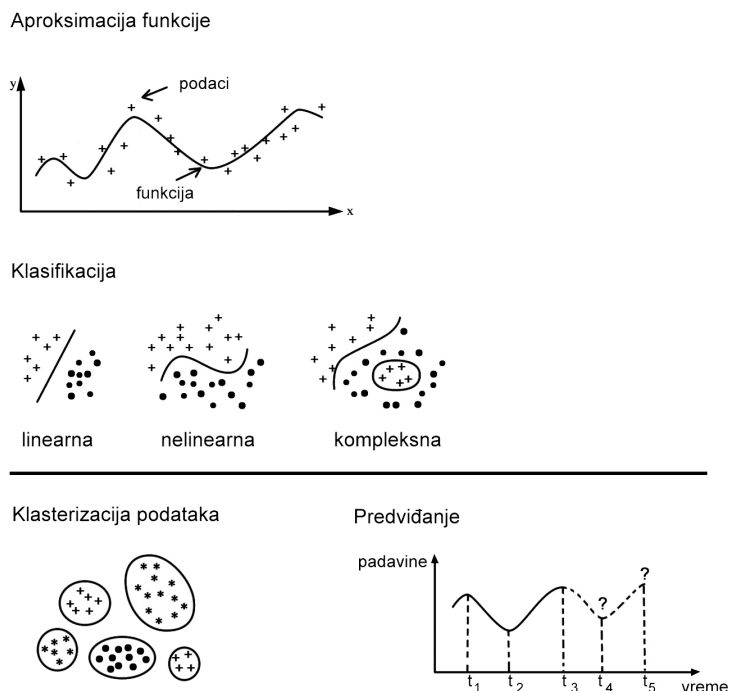 Aproksimacija funkcije
y
podaci
funkcija
x
Klasifikacija
linearna
nelinearna
kompleksna
Klasterizacija podataka
Predviđanje
padavine
? ?
t1 t2 t3 t4 t5 vreme